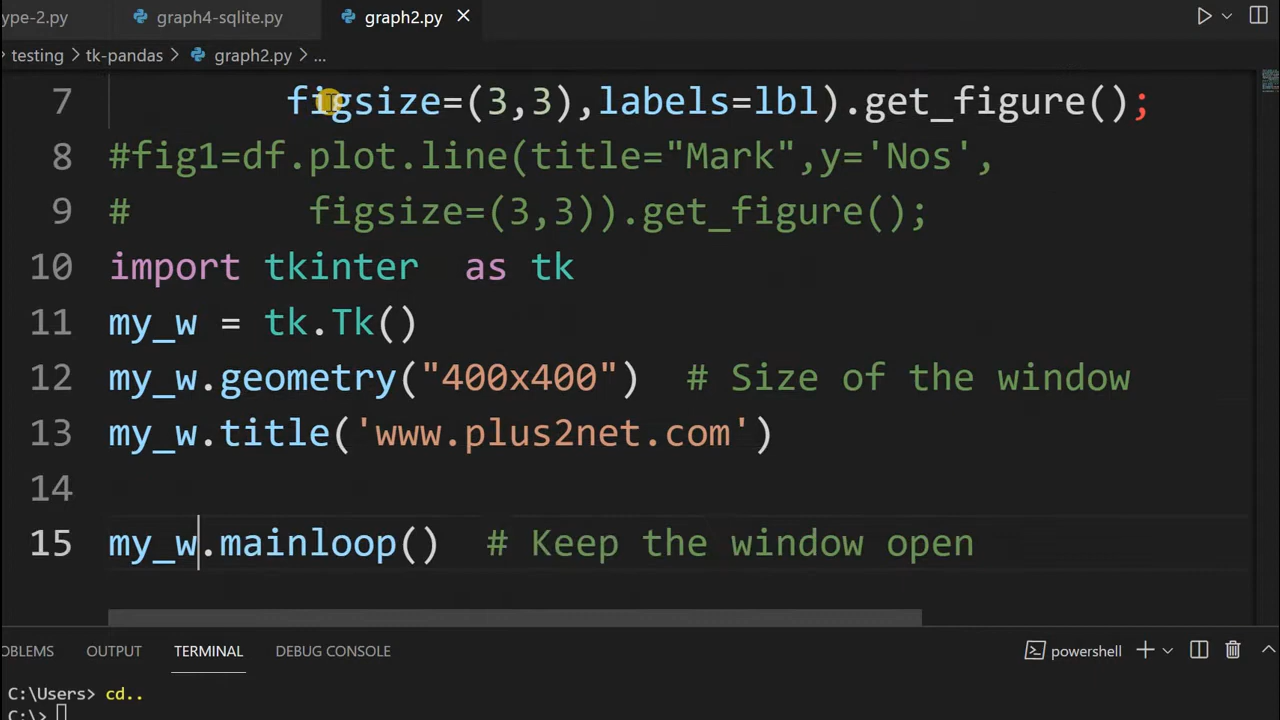 ype-2.py graph4-sqlite.py graph2.py
testing tk-pandas graph2.py ...
7 figsize=(3,3),labels=lbl).get_figure();
8 #fig1=df.plot.line(title="Mark",y='Nos',
9 # figsize=(3,3)).get_figure();
10 import tkinter  as tk
11 my_w = tk.Tk()
12 my_w.geometry("400x400")  # Size of the window
13 my_w.title('www.plus2net.com')
14
15 my_w.mainloop()  # Keep the window open
OBLEMS OUTPUT TERMINAL DEBUG CONSOLE powershell
C:\Users> cd..
C:\>